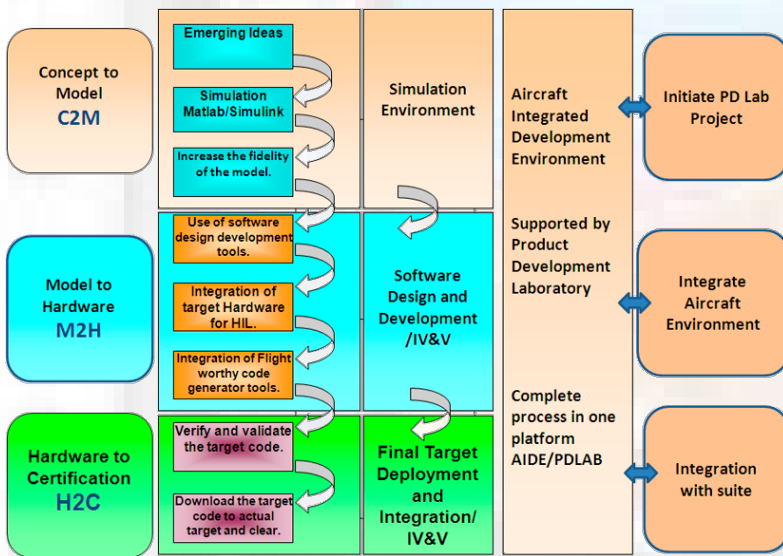 Concept to
Model
C2M
Emerging Ideas
Simulation
Matlab/Simulink
Increase the fidelity
of the model.
Simulation
Environment
Aircraft
Integrated
Development
Environment
Initiate PD Lab
Project
Model to
Hardware
M2H
Use of software
design development
tools.
Integration of
target Hardware
for HIL.
Integration of Flight
worthy code
generator tools.
Software
Design and
Development
/IV&V
Supported by
Product
Development
Laboratory
Integrate
Aircraft
Environment
Hardware to
Certification
H2C
Verify and validate
the target code.
Download the target
code to actual
target and clear.
Final Target
Deployment
and
Integration/
IV&V
Complete
process in one
platform
AIDE/PDLAB
Integration
with suite